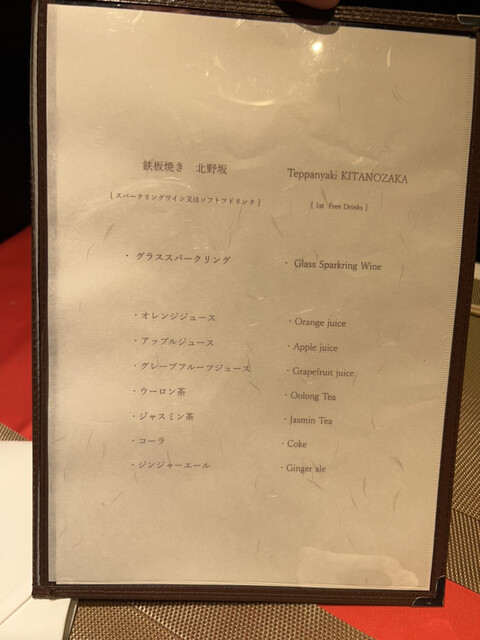 鉄板焼き　北野坂
[ スパークリングワイン又はソフトフドリンク ]
・ グラススパークリング
・オレンジジュース
・アップルジュース
・グレープフルーツジュース
・ウーロン茶
・ジャスミン茶
・コーラ
・ジンジャーエール
Teppanyaki KITANOZAKA
[ 1st Free Drinks ]
・ Glass Sparkring Wine
・Orange juice
・Apple juice
・Grapefruit juice
・Oolong Tea
・Jasmin Tea
・Coke
・Ginger ale